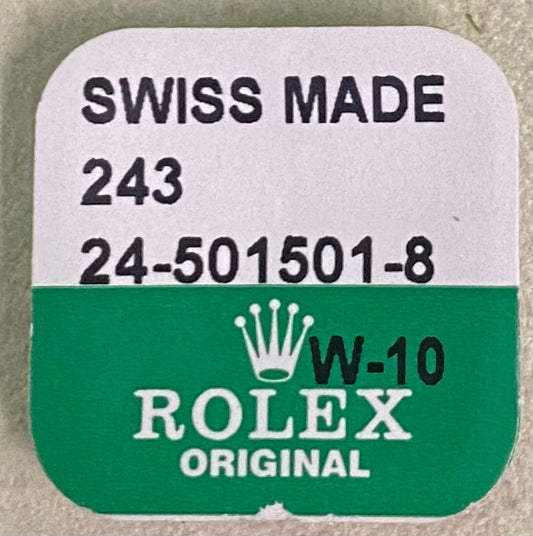 SWISS MADE
243
24-501501-8
W-10
ROLEX
ORIGINAL